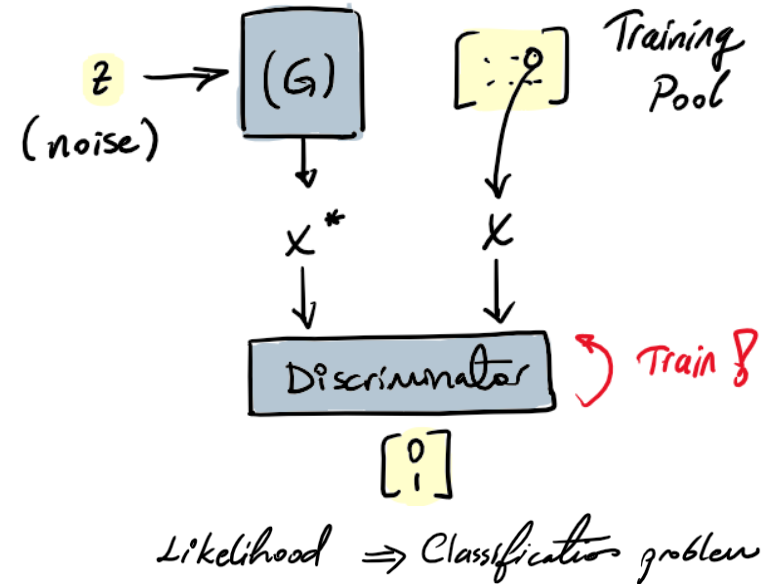 z
(noise)
(G)
Training
Pool
x*
x
Discriminator
Train!
[0
1]
Likelihood ⇒ Classification problem